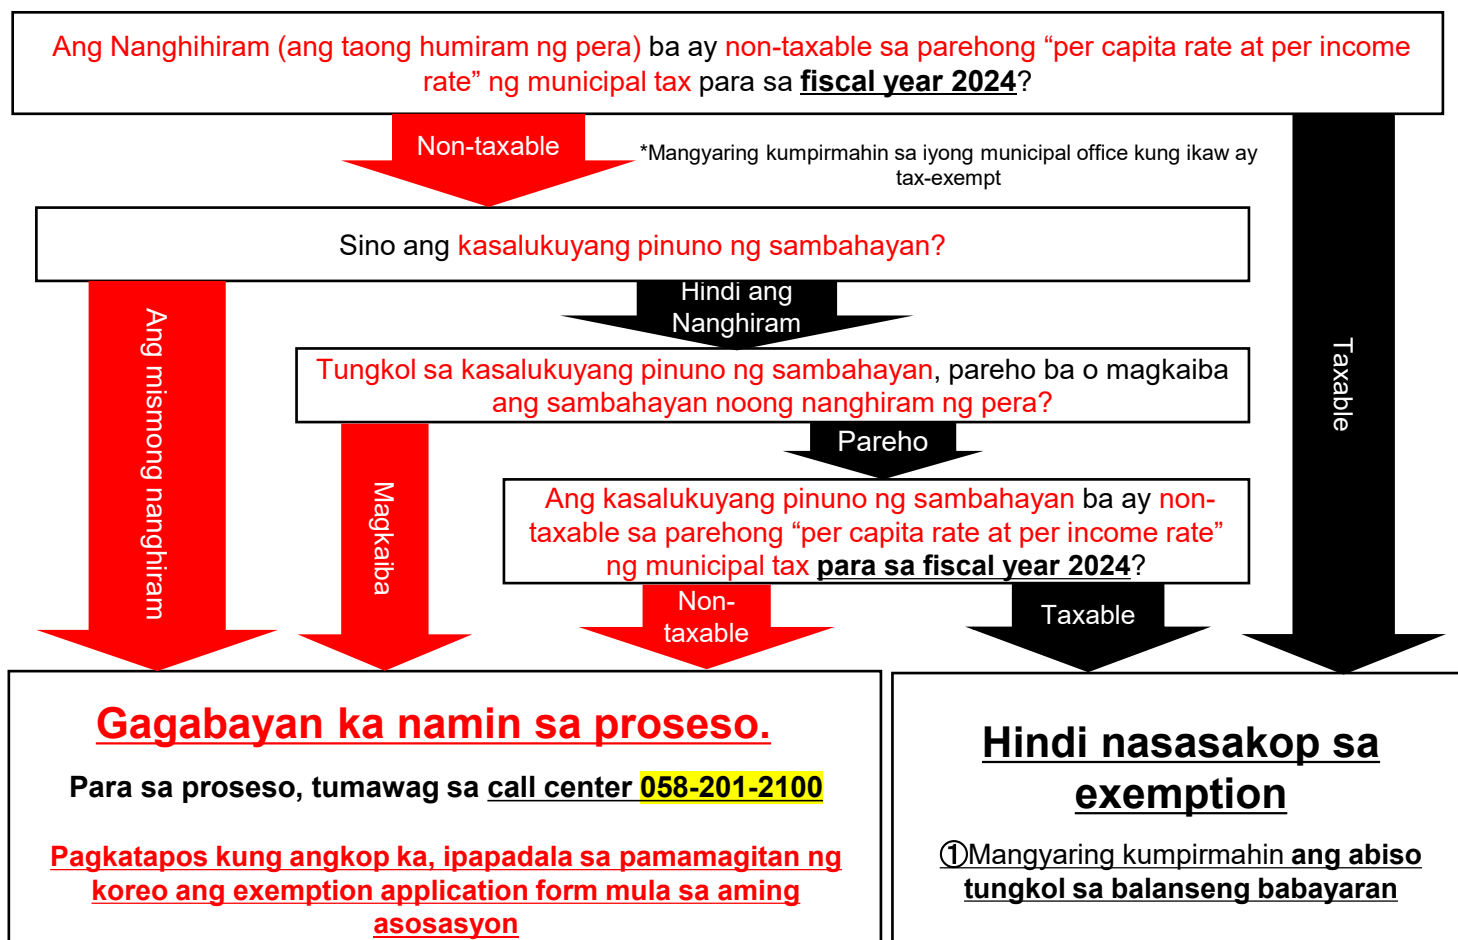 Ang Nanghihiram (ang taong humiram ng pera) ba ay non-taxable sa parehong “per capita rate at per income
rate” ng municipal tax para sa fiscal year 2024?
Non-taxable
*Mangyaring kumpirmahin sa iyong municipal office kung ikaw ay
tax-exempt
Sino ang kasalukuyang pinuno ng sambahayan?
Hindi ang
Nanghiram
Ang mismong nanghiram
Taxable
Tungkol sa kasalukuyang pinuno ng sambahayan, pareho ba o magkaiba
ang sambahayan noong nanghiram ng pera?
Pareho
Magkaiba
Ang kasalukuyang pinuno ng sambahayan ba ay non-
taxable sa parehong “per capita rate at per income rate”
ng municipal tax para sa fiscal year 2024?
Non-
taxable
Taxable
Gagabayan ka namin sa proseso.
Para sa proseso, tumawag sa call center 058-201-2100
Pagkatapos kung angkop ka, ipapadala sa pamamagitan ng
koreo ang exemption application form mula sa aming
asosasyon
Hindi nasasakop sa
exemption
①Mangyaring kumpirmahin ang abiso
tungkol sa balanseng babayaran